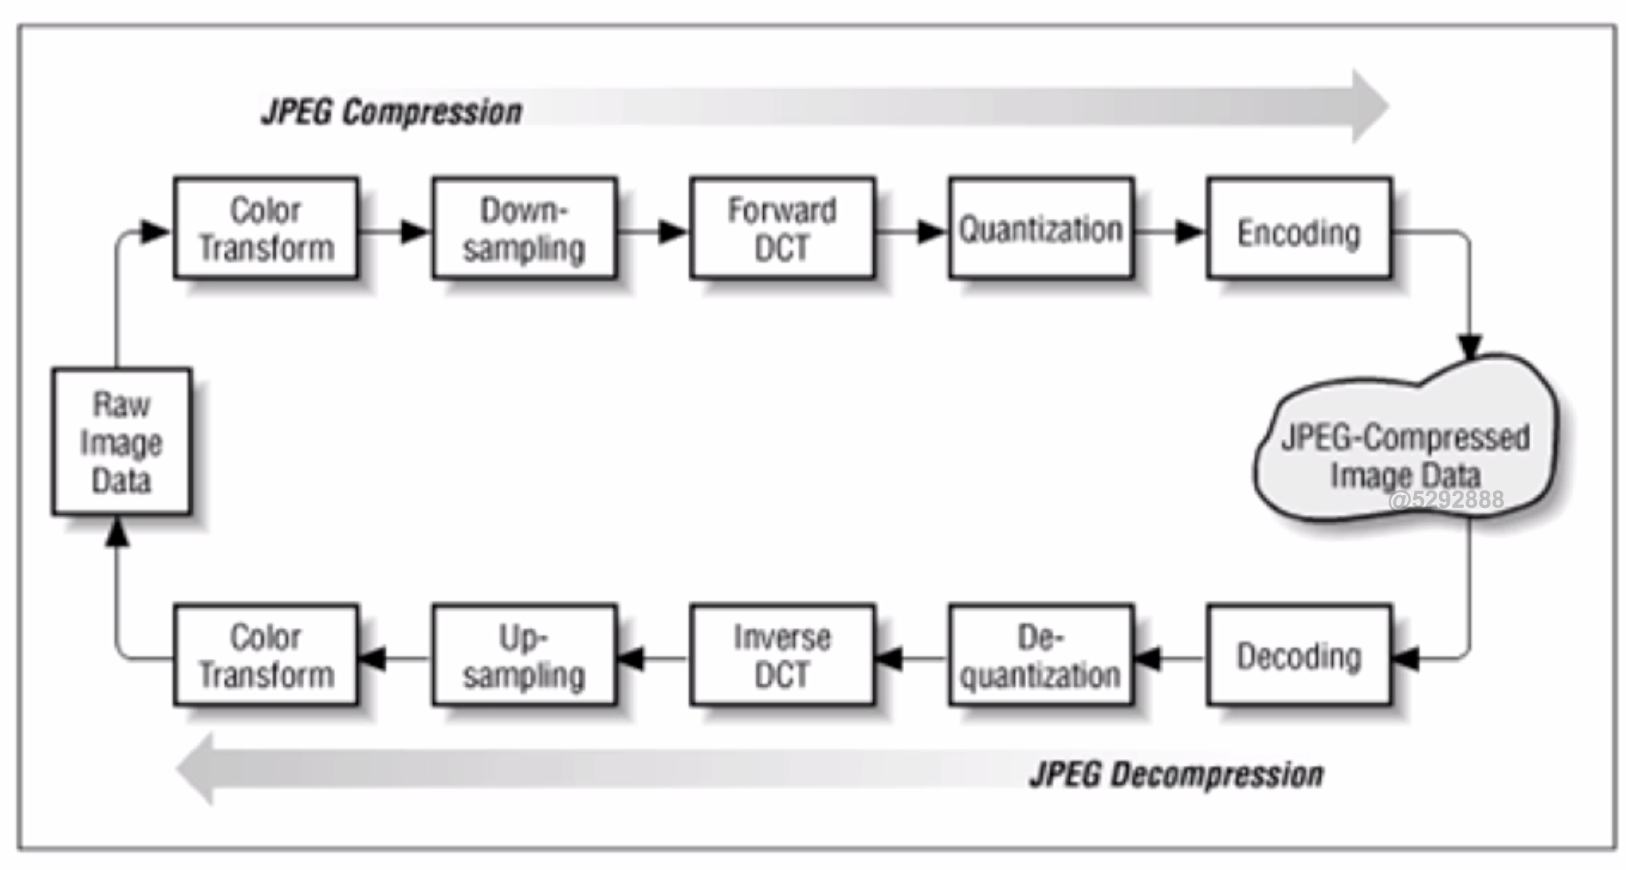 JPEG Compression
Color
Transform
Down-
sampling
Forward
DCT
Quantization
Encoding
Raw
Image
Data
JPEG-Compressed
Image Data
@5292888
Color
Transform
Up-
sampling
Inverse
DCT
De-
quantization
Decoding
JPEG Decompression